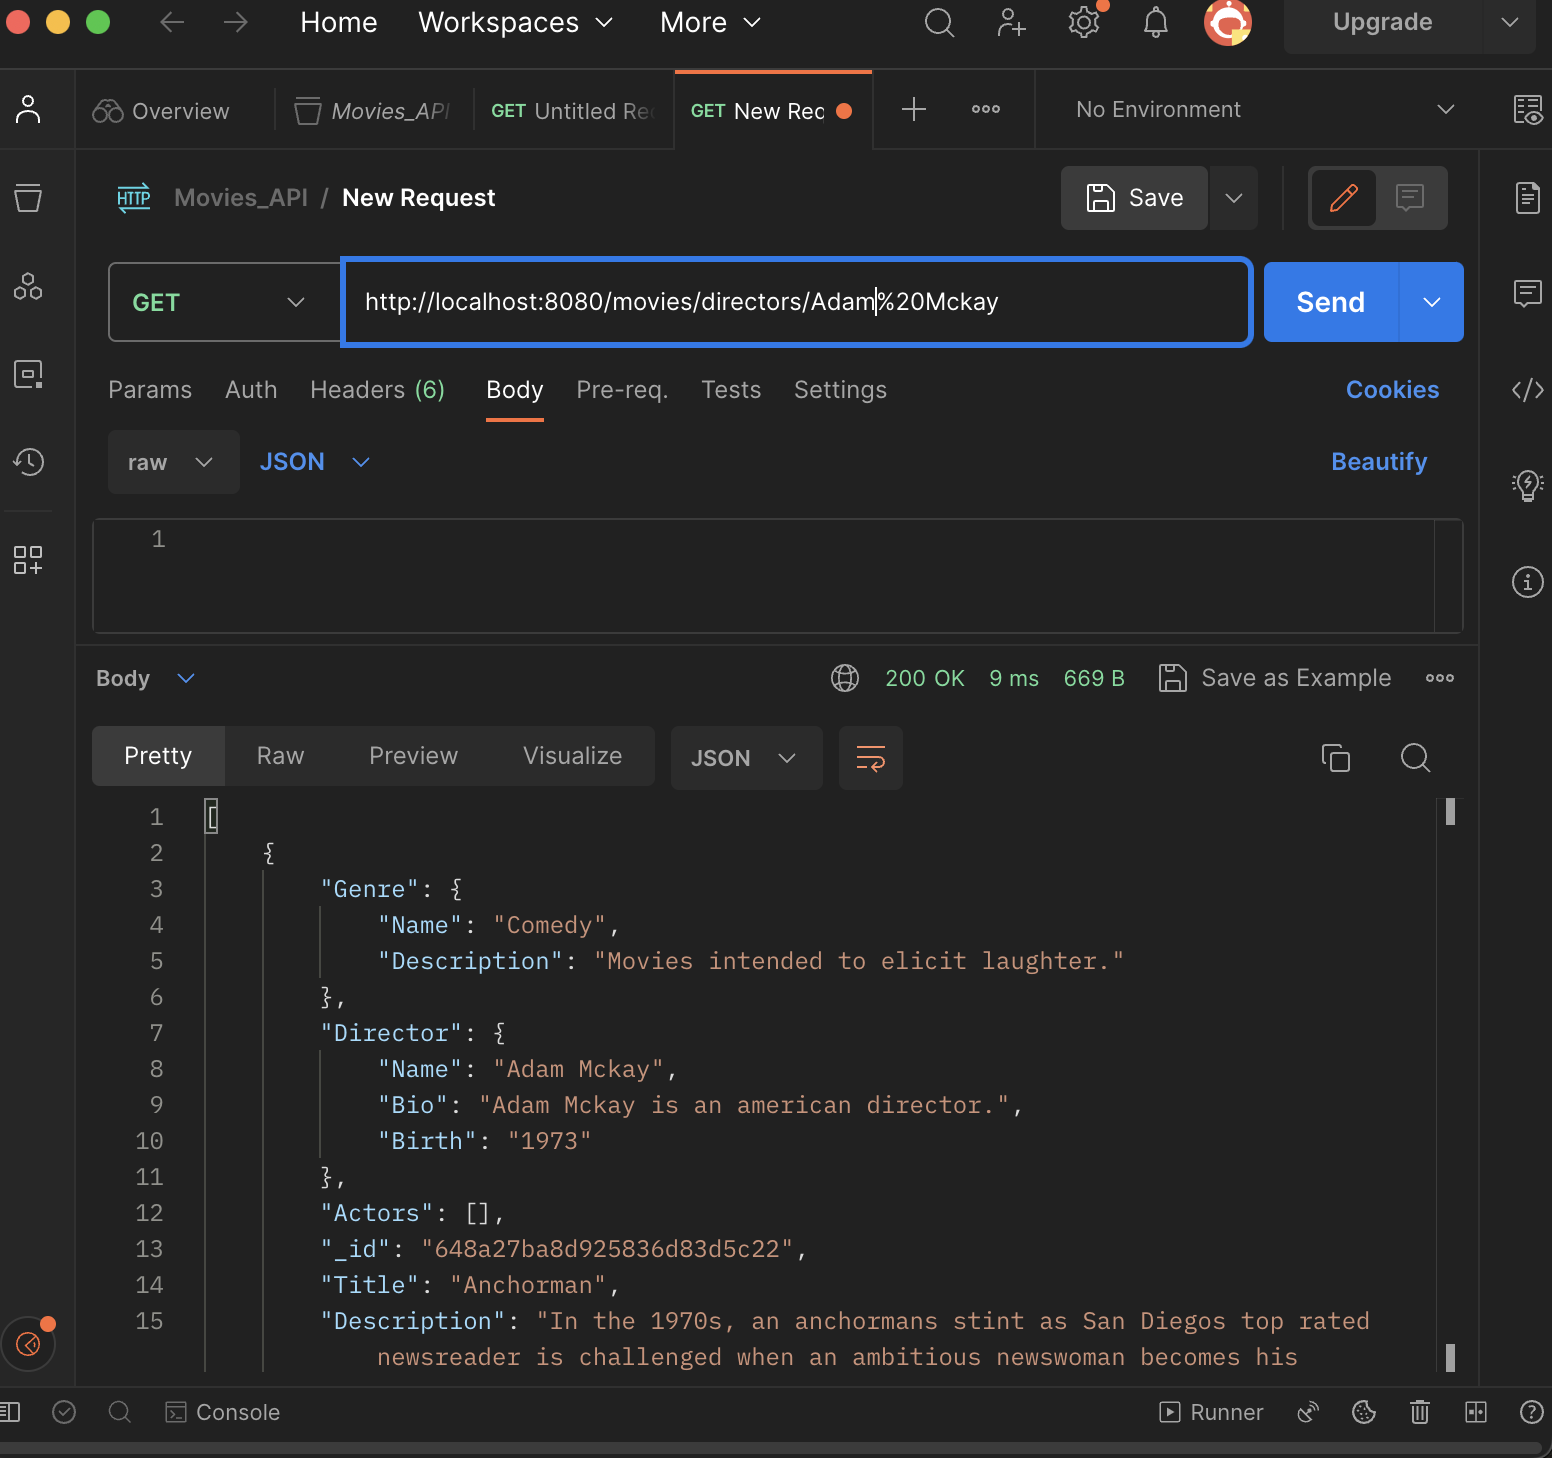 Home Workspaces More Upgrade
Overview Movies_API GET Untitled Re GET New Req No Environment
HTTP Movies_API / New Request Save
GET http://localhost:8080/movies/directors/Adam%20Mckay Send
Params Auth Headers (6) Body Pre-req. Tests Settings Cookies
raw JSON Beautify
1
Body 200 OK 9 ms 669 B Save as Example
Pretty Raw Preview Visualize JSON
1 [
2 {
3 "Genre": {
4 "Name": "Comedy",
5 "Description": "Movies intended to elicit laughter."
6 },
7 "Director": {
8 "Name": "Adam Mckay",
9 "Bio": "Adam Mckay is an american director.",
10 "Birth": "1973"
11 },
12 "Actors": [],
13 "_id": "648a27ba8d925836d83d5c22",
14 "Title": "Anchorman",
15 "Description": "In the 1970s, an anchormans stint as San Diegos top rated
newsreader is challenged when an ambitious newswoman becomes his
Console Runner